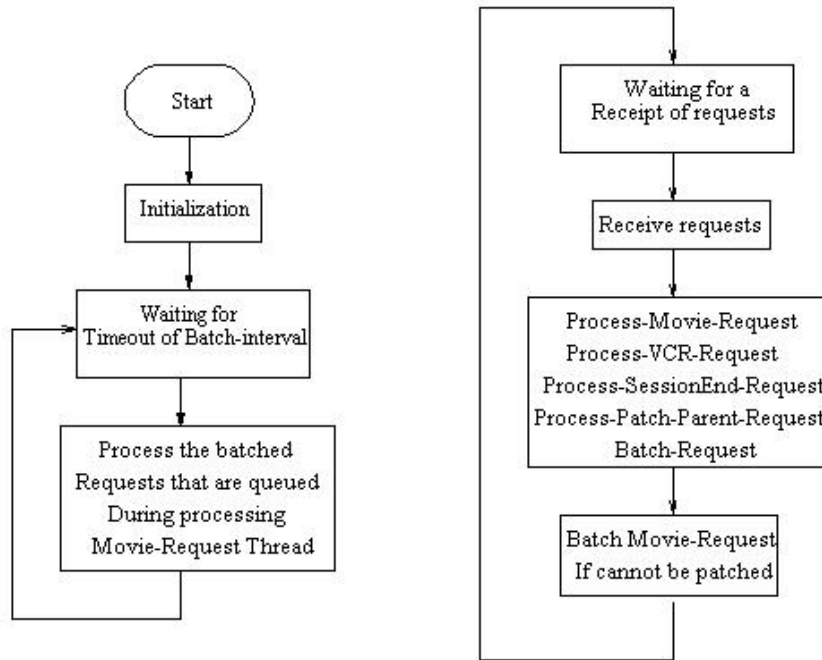 Start
Initialization
Waiting for
Timeout of Batch-interval
Process the batched
Requests that are queued
During processing
Movie-Request Thread
Waiting for a
Receipt of requests
Receive requests
Process-Movie-Request
Process-VCR-Request
Process-SessionEnd-Request
Process-Patch-Parent-Request
Batch-Request
Batch Movie-Request
If cannot be patched